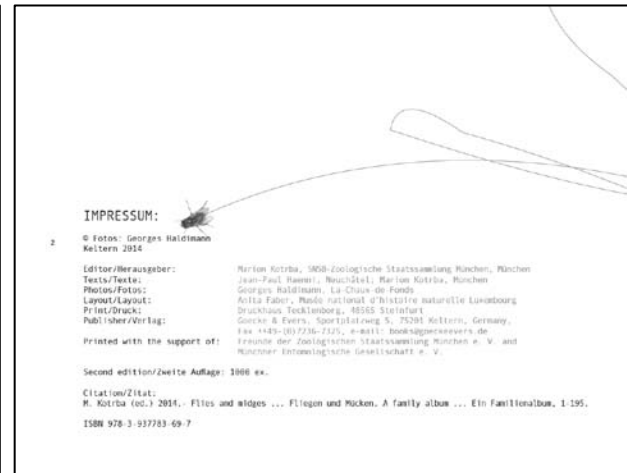 IMPRESSUM:
2
© Fotos: Georges Haldimann
Keltern 2014
Editor/Herausgeber: Marion Kotrba, SNSB-Zoologische Staatssammlung München, München
Texts/Texte: Jean-Paul Haenni, Neuchâtel; Marion Kotrba, München
Photos/Fotos: Georges Haldimann, La-Chaux-de-Fonds
Layout/Layout: Anita Faber, Musée national d'histoire naturelle Luxembourg
Print/Druck: Druckhaus Tecklenborg, 48565 Steinfurt
Publisher/Verlag: Goecke & Evers, Sportplatzweg 5, 75201 Keltern, Germany,
Fax ++49-(0)7236-7325, e-mail: books@goeckeevers.de
Printed with the support of: Freunde der Zoologischen Staatssammlung München e. V. and
Münchner Entomologische Gesellschaft e. V.
Second edition/Zweite Auflage: 1000 ex.
Citation/Zitat:
M. Kotrba (ed.) 2014.- Flies and midges ... Fliegen und Mücken. A family album ... Ein Familienalbum, 1-195.
ISBN 978-3-937783-69-7